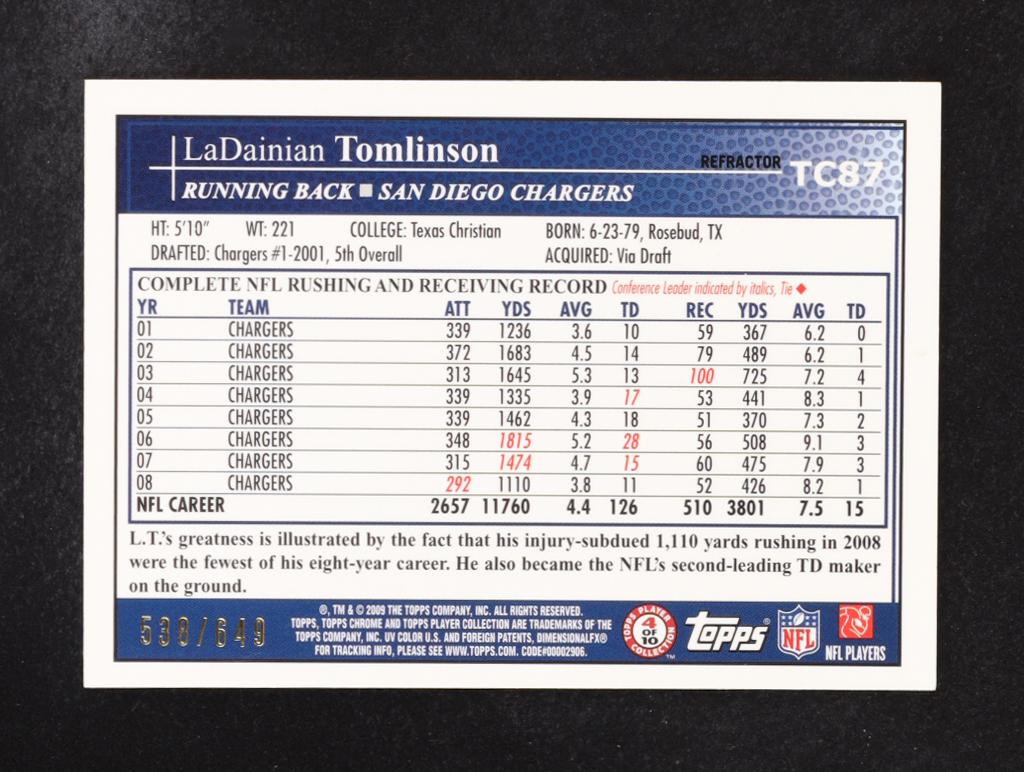 LaDainian Tomlinson
REFRACTOR TC87
RUNNING BACK ■ SAN DIEGO CHARGERS
HT: 5'10" WT: 221 COLLEGE: Texas Christian BORN: 6-23-79, Rosebud, TX
DRAFTED: Chargers #1-2001, 5th Overall ACQUIRED: Via Draft
COMPLETE NFL RUSHING AND RECEIVING RECORD Conference Leader indicated by italics, Tie ◆
YR TEAM ATT YDS AVG TD REC YDS AVG TD
01 CHARGERS 339 1236 3.6 10 59 367 6.2 0
02 CHARGERS 372 1683 4.5 14 79 489 6.2 1
03 CHARGERS 313 1645 5.3 13 100 725 7.2 4
04 CHARGERS 339 1335 3.9 17 53 441 8.3 1
05 CHARGERS 339 1462 4.3 18 51 370 7.3 2
06 CHARGERS 348 1815 5.2 28 56 508 9.1 3
07 CHARGERS 315 1474 4.7 15 60 475 7.9 3
08 CHARGERS 292 1110 3.8 11 52 426 8.2 1
NFL CAREER 2657 11760 4.4 126 510 3801 7.5 15
L.T.'s greatness is illustrated by the fact that his injury-subdued 1,110 yards rushing in 2008
were the fewest of his eight-year career. He also became the NFL's second-leading TD maker
on the ground.
530/649
®, TM & © 2009 THE TOPPS COMPANY, INC. ALL RIGHTS RESERVED.
TOPPS, TOPPS CHROME AND TOPPS PLAYER COLLECTION ARE TRADEMARKS OF THE
TOPPS COMPANY, INC. UV COLOR U.S. AND FOREIGN PATENTS, DIMENSIONALFX®
FOR TRACKING INFO, PLEASE SEE WWW.TOPPS.COM. CODE#00002906.
TOPPS PLAYER COLLECTION
4
OF
10
™
Topps®
NFL
NFL PLAYERS